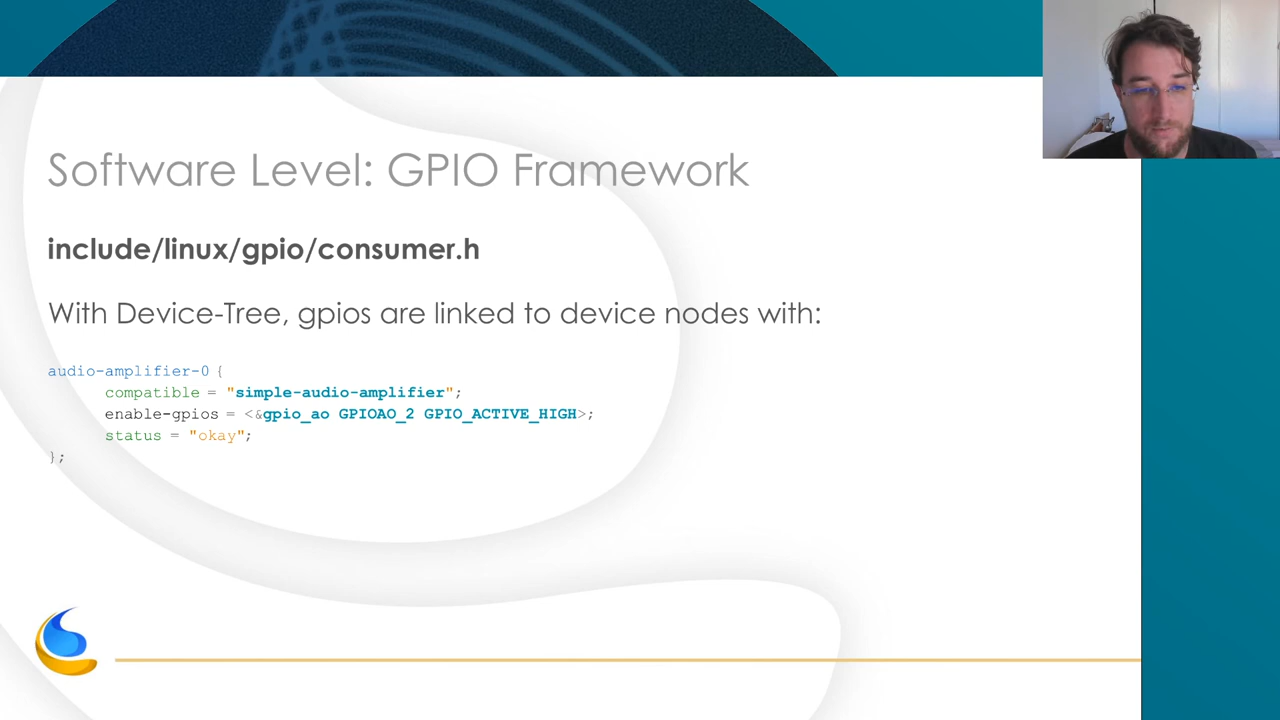 Software Level: GPIO Framework
include/linux/gpio/consumer.h
With Device-Tree, gpios are linked to device nodes with:
audio-amplifier-0 {
compatible = "simple-audio-amplifier";
enable-gpios = <&gpio_ao GPIOAO_2 GPIO_ACTIVE_HIGH>;
status = "okay";
};